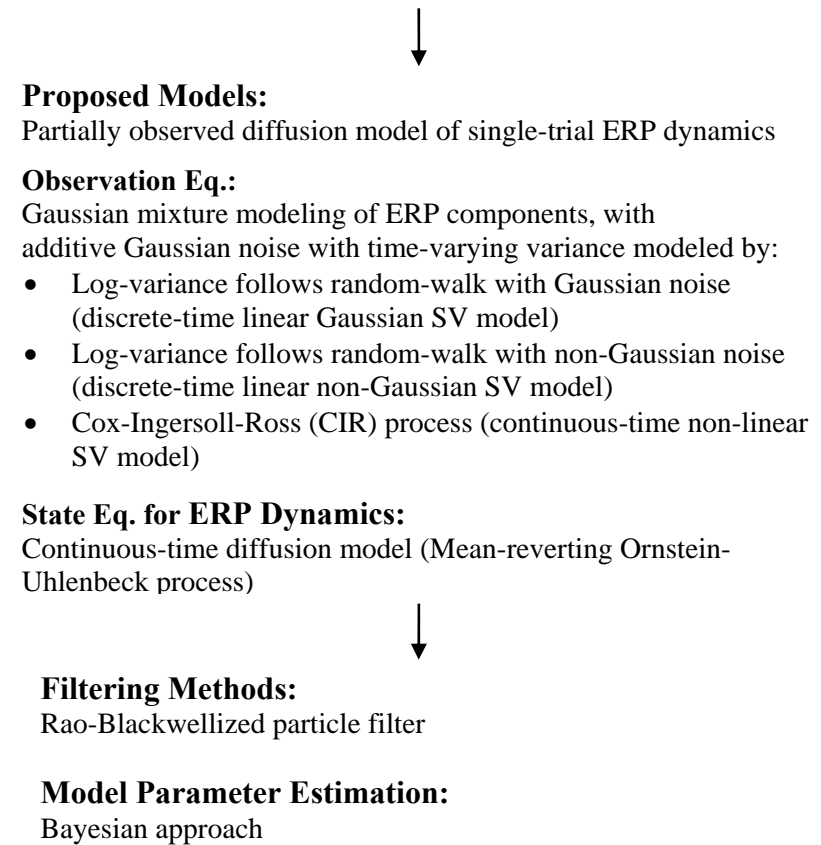 Proposed Models:
Partially observed diffusion model of single-trial ERP dynamics
Observation Eq.:
Gaussian mixture modeling of ERP components, with
additive Gaussian noise with time-varying variance modeled by:
• Log-variance follows random-walk with Gaussian noise
(discrete-time linear Gaussian SV model)
• Log-variance follows random-walk with non-Gaussian noise
(discrete-time linear non-Gaussian SV model)
• Cox-Ingersoll-Ross (CIR) process (continuous-time non-linear
SV model)
State Eq. for ERP Dynamics:
Continuous-time diffusion model (Mean-reverting Ornstein-
Uhlenbeck process)
Filtering Methods:
Rao-Blackwellized particle filter
Model Parameter Estimation:
Bayesian approach